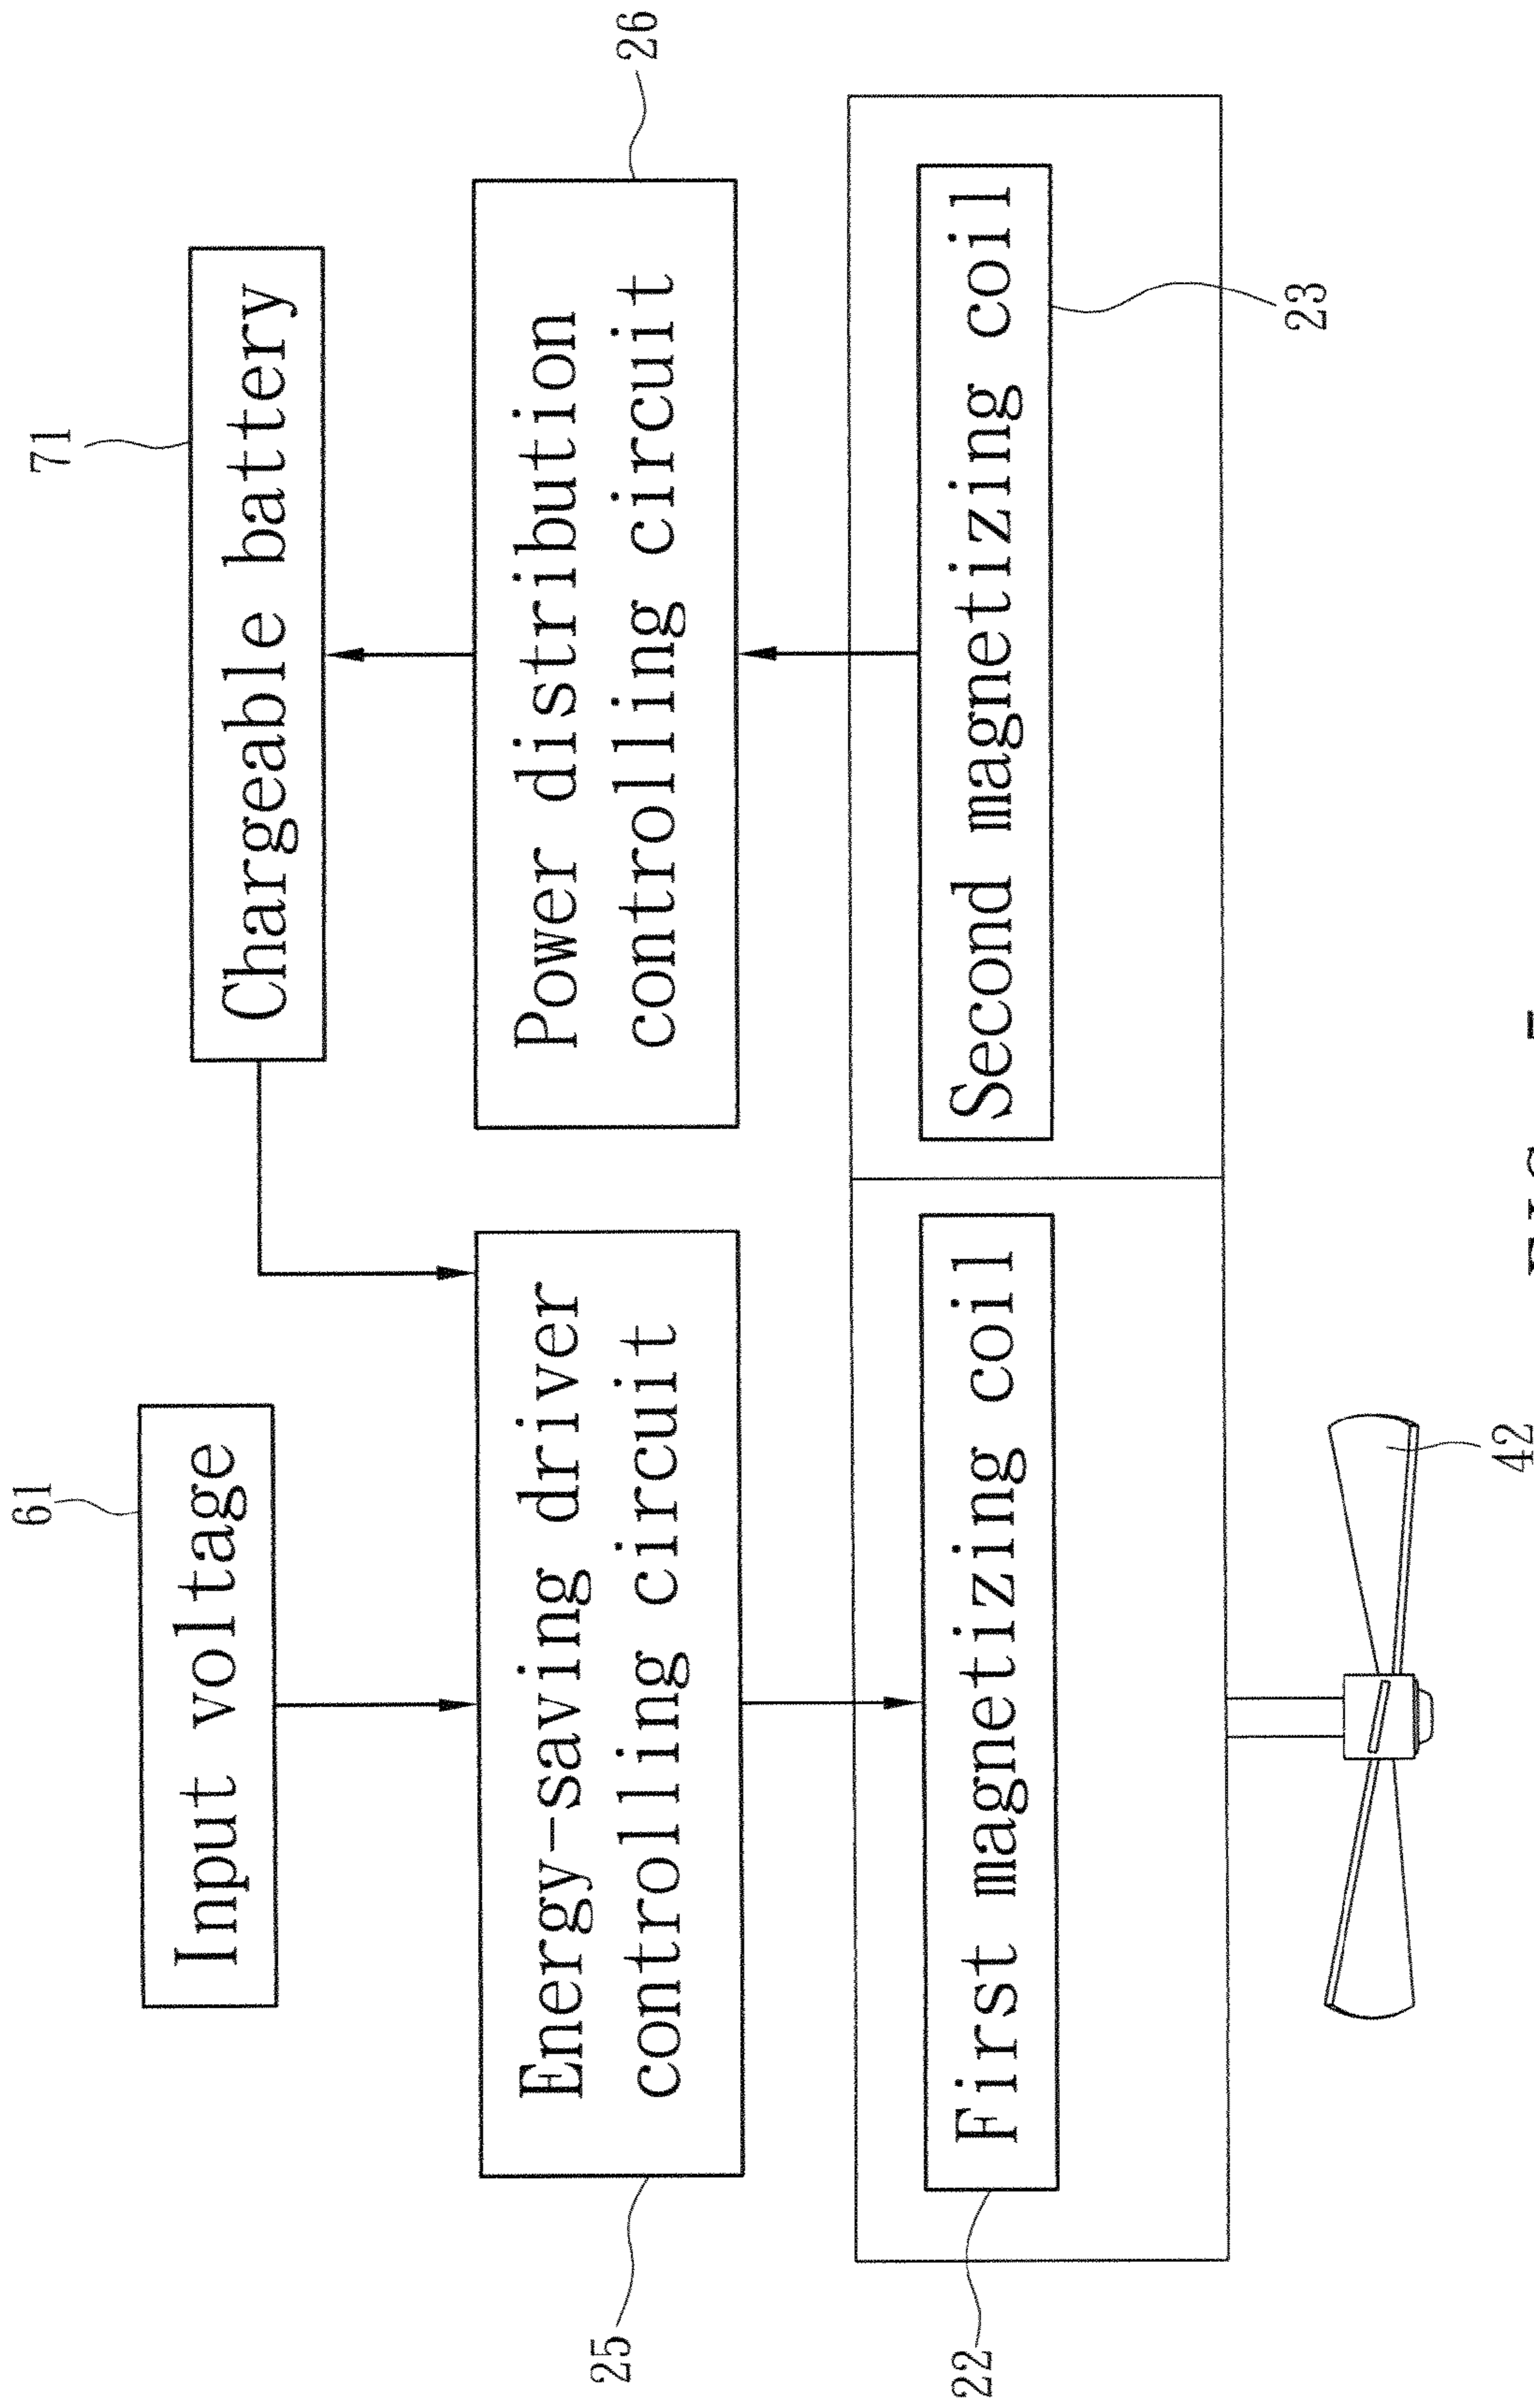 61
Input voltage
71
Chargeable battery
25
Energy-saving driver
controlling circuit
26
Power distribution
controlling circuit
22
First magnetizing coil
Second magnetizing coil
23
42